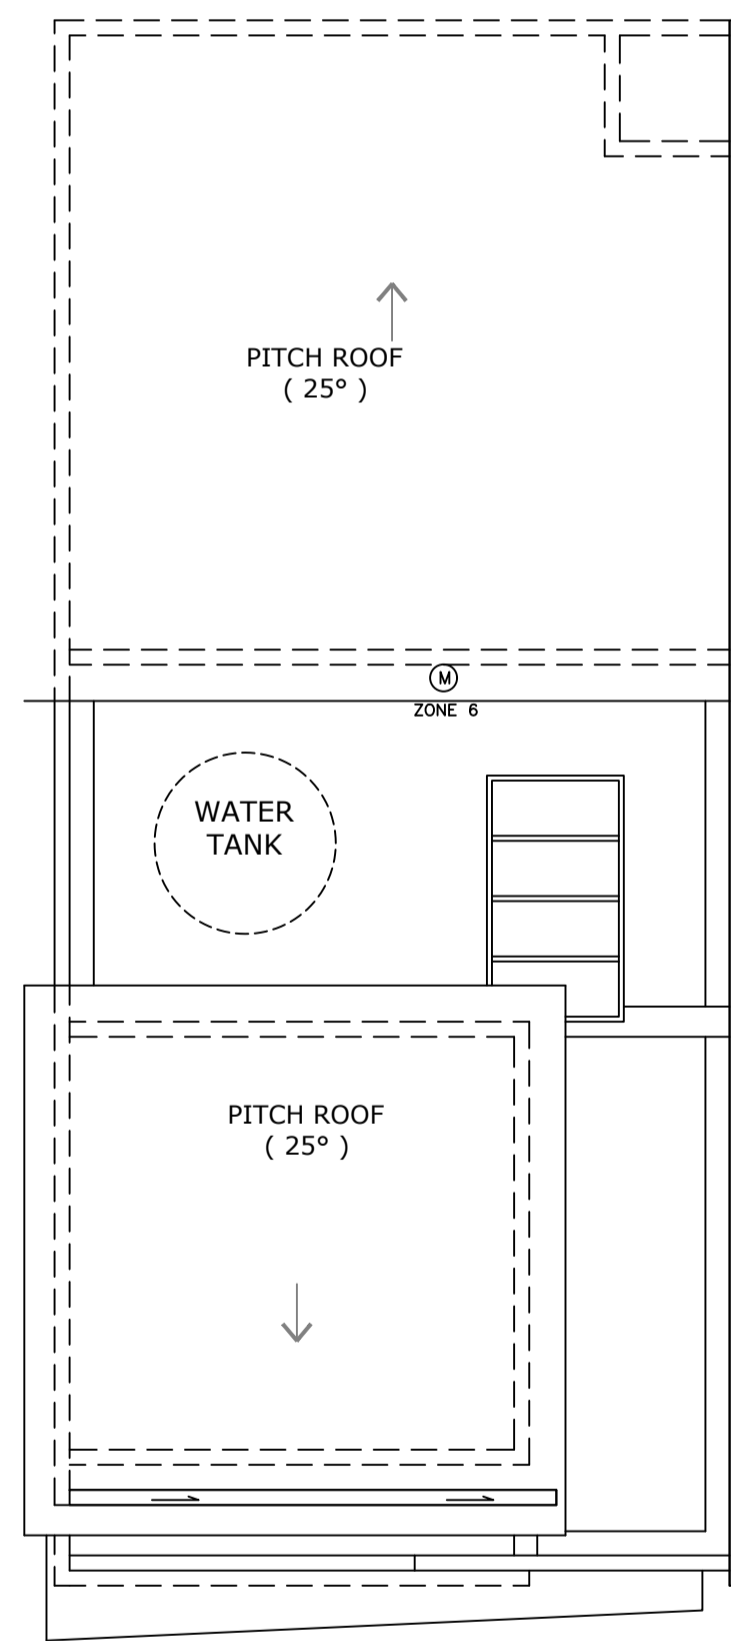 PITCH ROOF
( 25° )
M
ZONE 6
WATER
TANK
PITCH ROOF
( 25° )